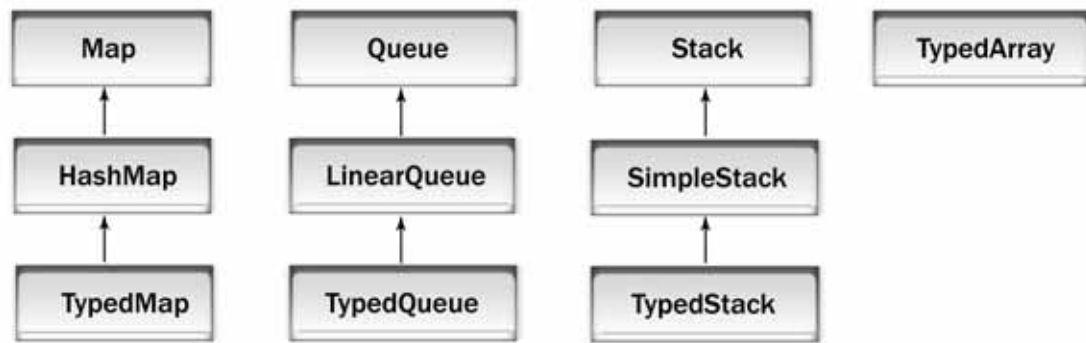 Map
Queue
Stack
TypedArray
HashMap
LinearQueue
SimpleStack
TypedMap
TypedQueue
TypedStack